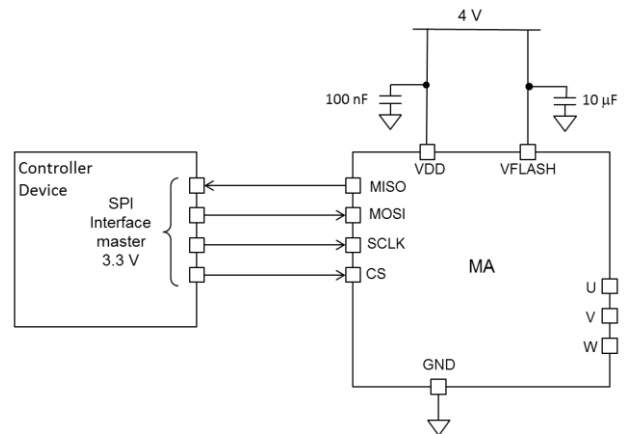 4 V
100 nF
10 µF
VDD
VFLASH
Controller
Device
SPI
Interface
master
3.3 V
MISO
MOSI
SCLK
CS
MA
U
V
W
GND